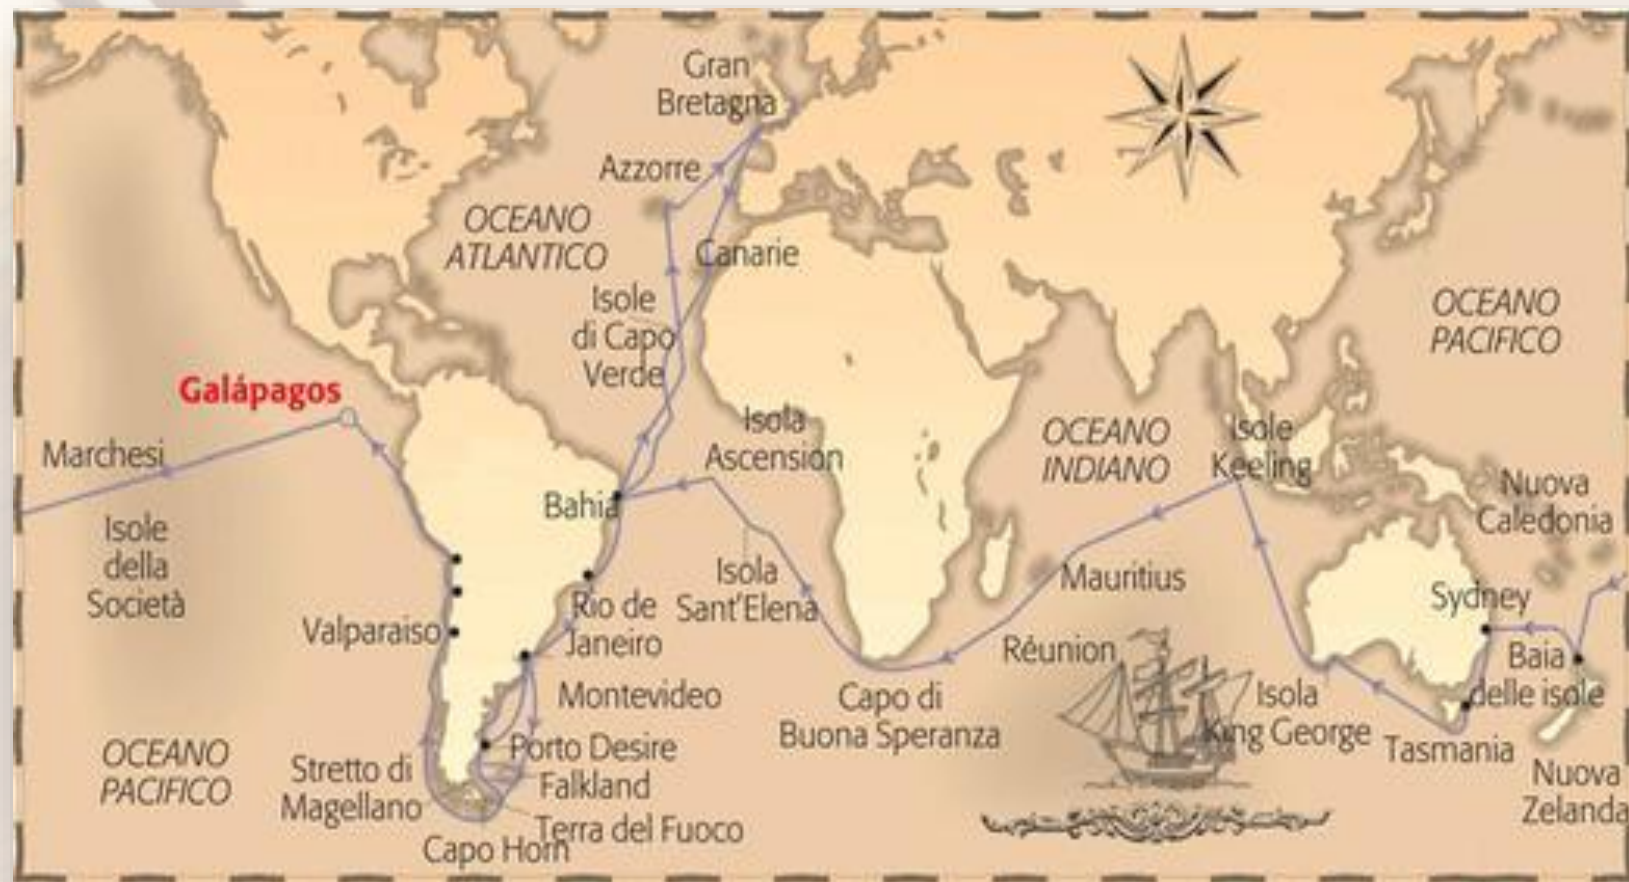 Gran
Bretagna
Azzorre
OCEANO
ATLANTICO
Canarie
Isole
di Capo
Verde
OCEANO
PACIFICO
Galápagos
Marchesi
Isola
Ascensión
OCEANO
INDIANO
Isole
Keeling
Nuova
Caledonia
Bahia
Isole
della
Società
Isola
Sant'Elena
Mauritius
Sydney
Valparaiso
Rio de
Janeiro
Réunion
Baia
delle isole
Montevideo
Capo di
Buona Speranza
Isola
King George
Tasmania
Porto Desire
Falkland
OCEANO
PACIFICO
Stretto di
Magellano
Terra del Fuoco
Capo Horn
Nuova
Zelanda